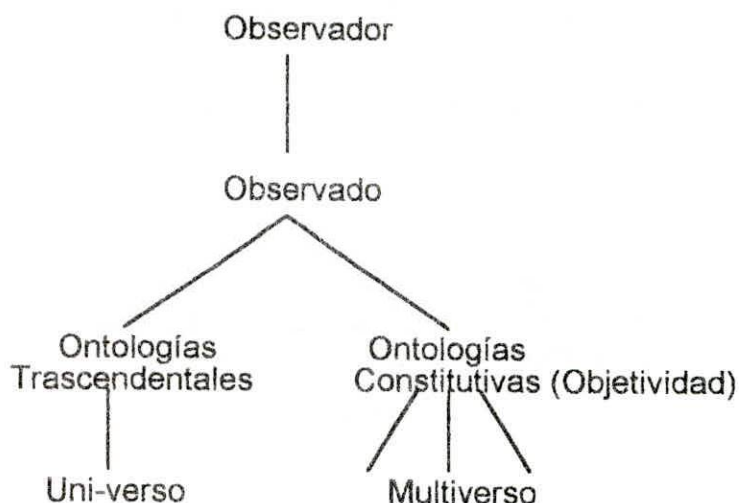 Observador
Observado
Ontologías
Trascendentales
Ontologías
Constitutivas (Objetividad)
Uni-verso
Multiverso